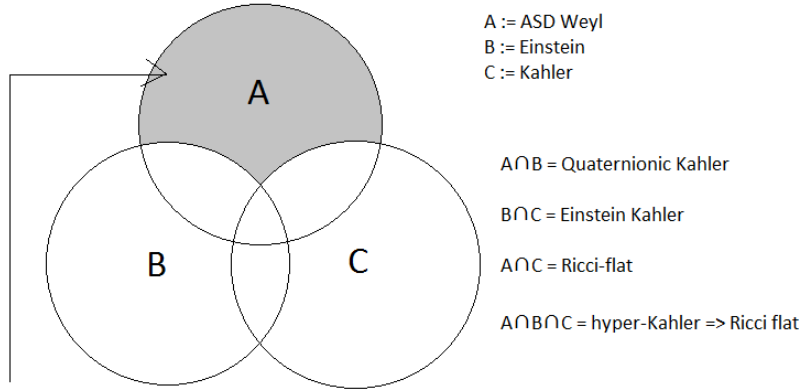 A
B
C
A := ASD Weyl
B := Einstein
C := Kahler
A∩B = Quaternionic Kahler
B∩C = Einstein Kahler
A∩C = Ricci-flat
A∩B∩C = hyper-Kahler => Ricci flat